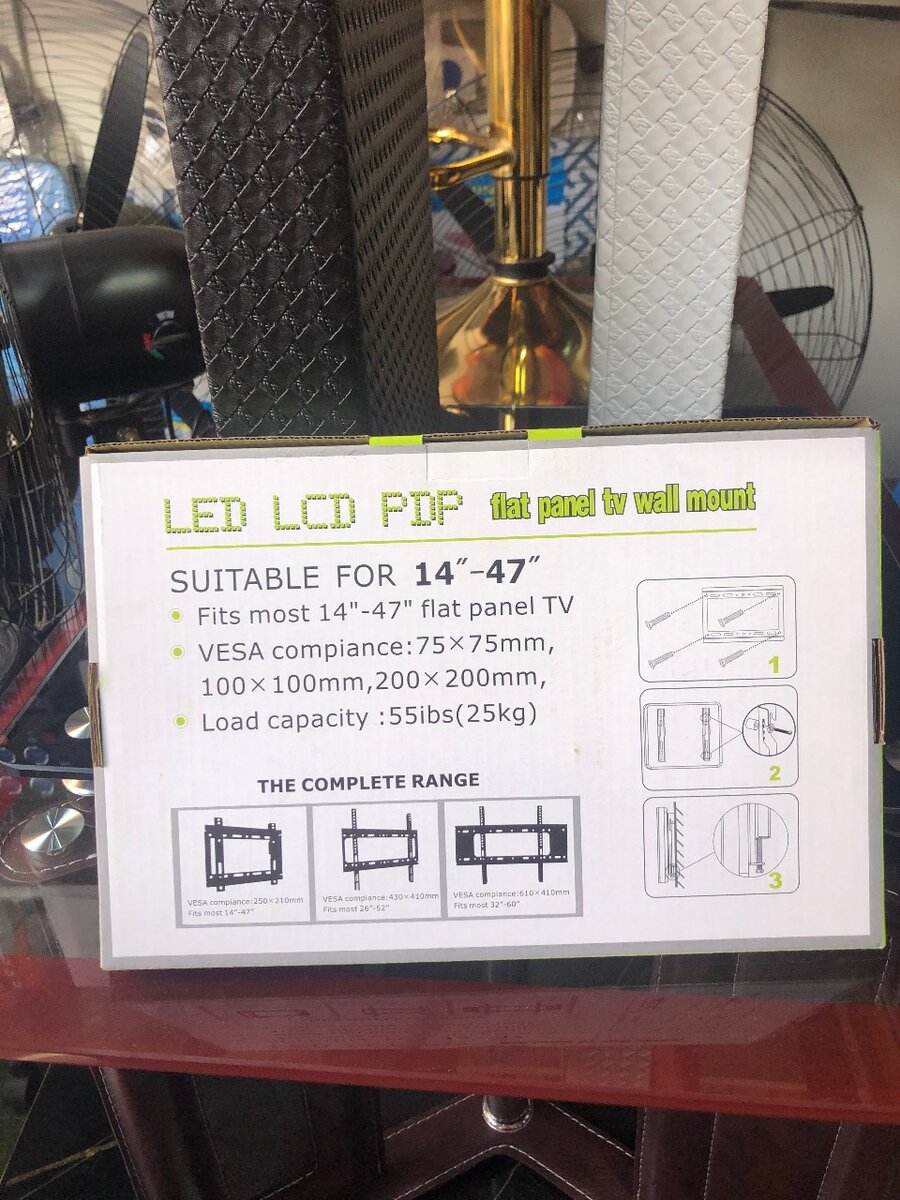 LED LCD PDP flat panel tv wall mount
SUITABLE FOR 14″-47″
Fits most 14"-47" flat panel TV
VESA compiance:75×75mm,
100×100mm,200×200mm,
Load capacity :55ibs(25kg)
THE COMPLETE RANGE
VESA compiance:250×210mm
Fits most 14"-47"
VESA compiance:430×410mm
Fits most 26"-52"
VESA compiance:610×410mm
Fits most 32"-60"
1
2
3